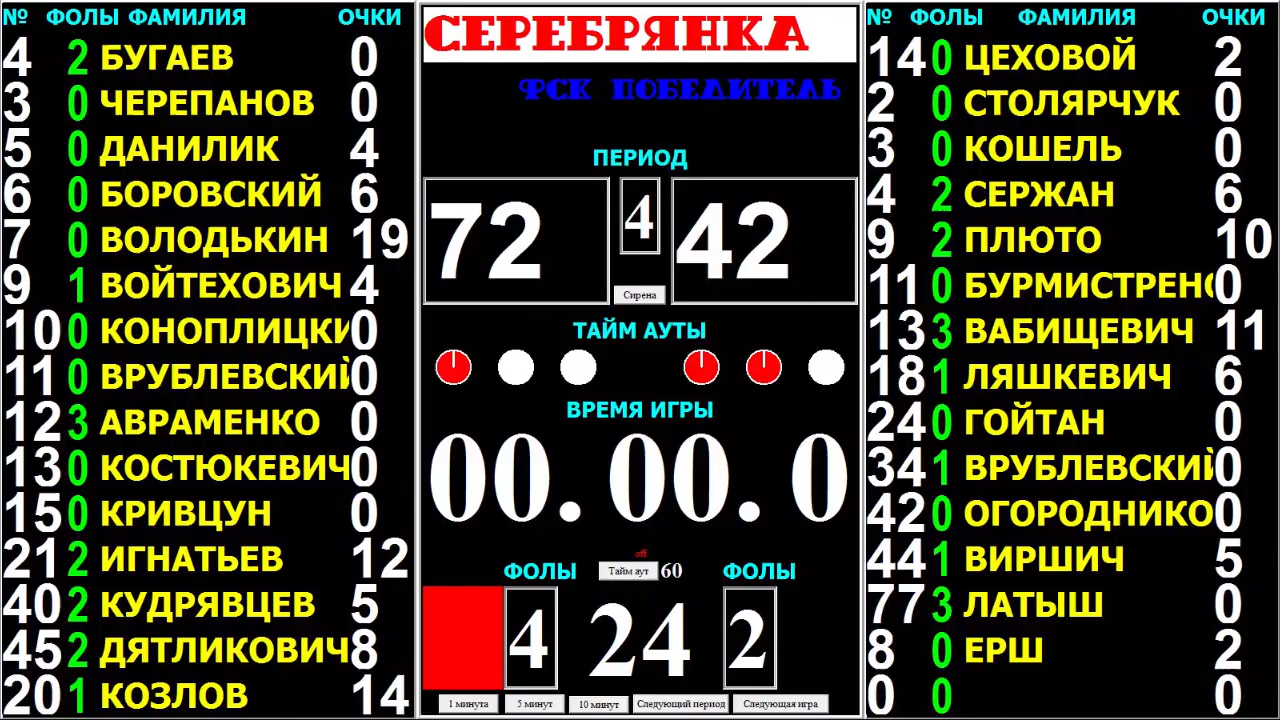 № ФОЛЫ ФАМИЛИЯ ОЧКИ
4 2 БУГАЕВ 0
3 0 ЧЕРЕПАНОВ 0
5 0 ДАНИЛИК 4
6 0 БОРОВСКИЙ 6
7 0 ВОЛОДЬКИН 19
9 1 ВОЙТЕХОВИЧ 4
10 0 КОНОПЛИЦКИ 0
11 0 ВРУБЛЕВСКИЙ 0
12 3 АВРАМЕНКО 0
13 0 КОСТЮКЕВИЧ 0
15 0 КРИВЦУН 0
21 2 ИГНАТЬЕВ 12
40 2 КУДРЯВЦЕВ 5
45 2 ДЯТЛИКОВИЧ 8
20 1 КОЗЛОВ 14
СЕРЕБРЯНКА
ФСК ПОБЕДИТЕЛЬ
ПЕРИОД
72 4 42
Сирена
ТАЙМ АУТЫ
ВРЕМЯ ИГРЫ
00. 00. 0
off
ФОЛЫ Тайм аут 60 ФОЛЫ
4 24 2
1 минута 5 минут 10 минут Следующий период Следующая игра
№ ФОЛЫ ФАМИЛИЯ ОЧКИ
14 0 ЦЕХОВОЙ 2
2 0 СТОЛЯРЧУК 0
3 0 КОШЕЛЬ 0
4 2 СЕРЖАН 6
9 2 ПЛЮТО 10
11 0 БУРМИСТРЕНО 0
13 3 ВАБИЩЕВИЧ 11
18 1 ЛЯШКЕВИЧ 6
24 0 ГОЙТАН 0
34 1 ВРУБЛЕВСКИЙ 0
42 0 ОГОРОДНИКО 0
44 1 ВИРШИЧ 5
77 3 ЛАТЫШ 0
8 0 ЕРШ 2
0 0 0